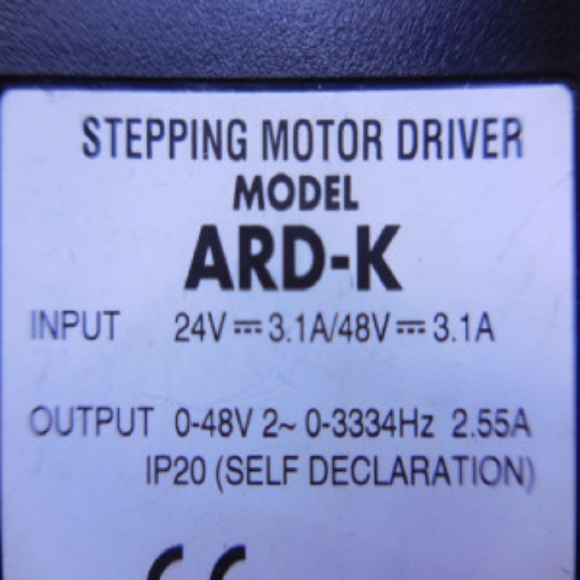 STEPPING MOTOR DRIVER
MODEL
ARD-K
INPUT 24V⎓3.1A/48V⎓3.1A
OUTPUT 0-48V 2~ 0-3334Hz 2.55A
IP20 (SELF DECLARATION)
CE